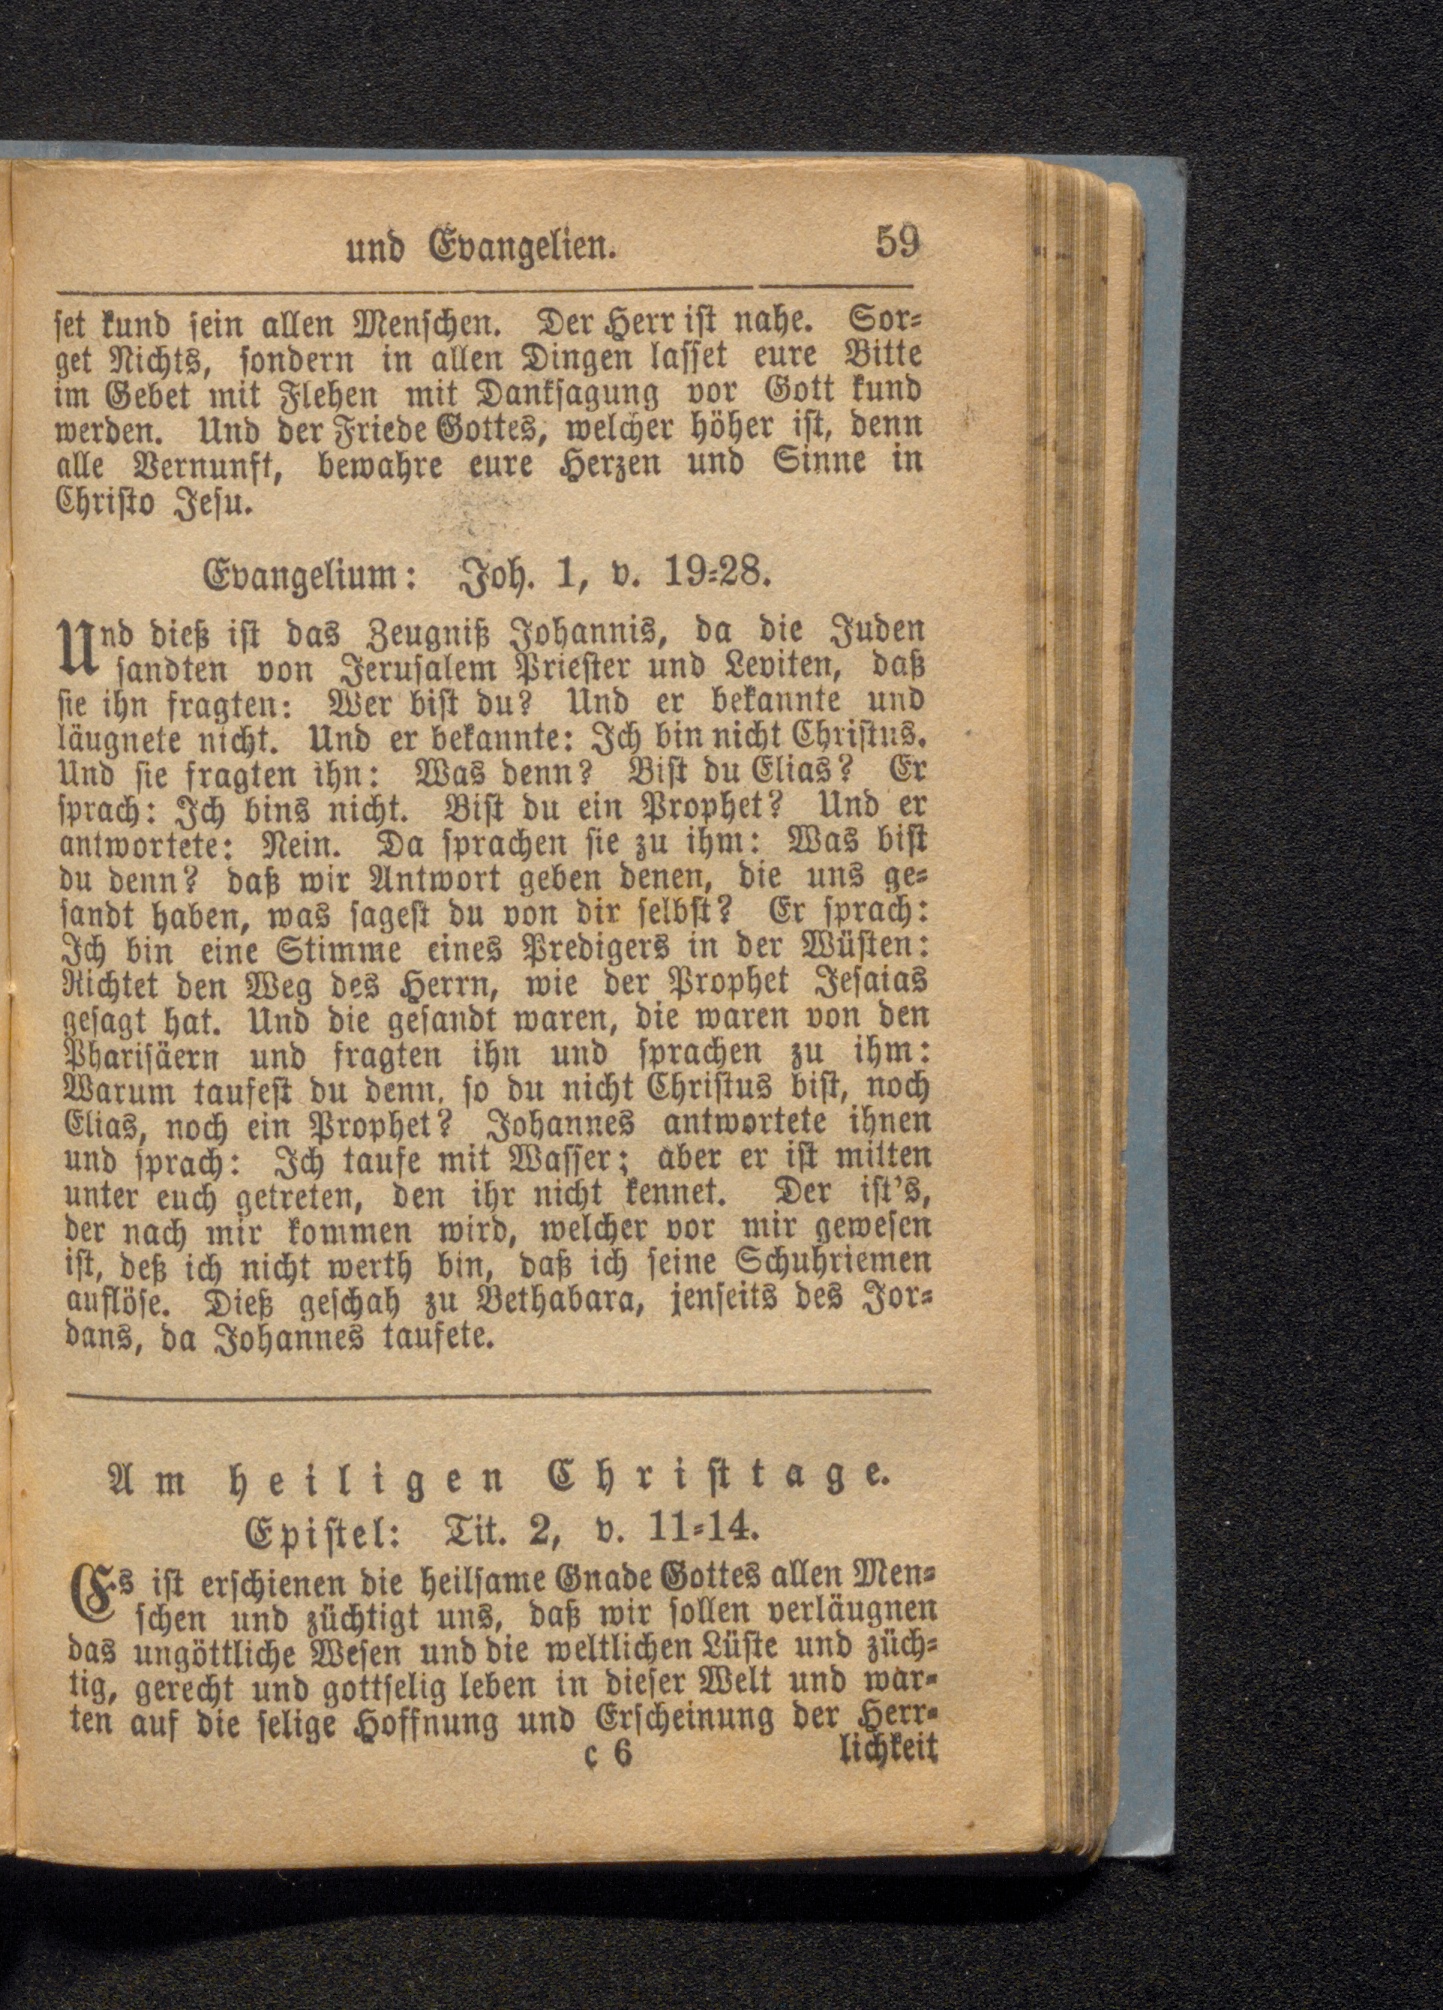 und Evangelien. 59
set kund sein allen Menschen. Der Herr ist nahe. Sor-
get Nichts, sondern in allen Dingen lasset eure Bitte
im Gebet mit Flehen mit Danksagung vor Gott kund
werden. Und der Friede Gottes, welcher höher ist, denn
alle Vernunft, bewahre eure Herzen und Sinne in
Christo Jesu.
Evangelium: Joh. 1, v. 19-28.
Und dieß ist das Zeugniß Johannis, da die Juden
sandten von Jerusalem Priester und Leviten, daß
sie ihn fragten: Wer bist du? Und er bekannte und
läugnete nicht. Und er bekannte: Ich bin nicht Christus.
Und sie fragten ihn: Was denn? Bist du Elias? Er
sprach: Ich bins nicht. Bist du ein Prophet? Und er
antwortete: Nein. Da sprachen sie zu ihm: Was bist
du denn? daß wir Antwort geben denen, die uns ge-
sandt haben, was sagest du von dir selbst? Er sprach:
Ich bin eine Stimme eines Predigers in der Wüsten:
Richtet den Weg des Herrn, wie der Prophet Jesaias
gesagt hat. Und die gesandt waren, die waren von den
Pharisäern und fragten ihn und sprachen zu ihm:
Warum taufest du denn, so du nicht Christus bist, noch
Elias, noch ein Prophet? Johannes antwortete ihnen
und sprach: Ich taufe mit Wasser; aber er ist mitten
unter euch getreten, den ihr nicht kennet. Der ist's,
der nach mir kommen wird, welcher vor mir gewesen
ist, deß ich nicht werth bin, daß ich seine Schuhriemen
auflöse. Dieß geschah zu Bethabara, jenseits des Jor-
dans, da Johannes taufete.
Am heiligen Christtage.
Epistel: Tit. 2, v. 11-14.
Es ist erschienen die heilsame Gnade Gottes allen Men-
schen und züchtigt uns, daß wir sollen verläugnen
das ungöttliche Wesen und die weltlichen Lüste und züch-
tig, gerecht und gottselig leben in dieser Welt und war-
ten auf die selige Hoffnung und Erscheinung der Herr-
c 6 lichkeit